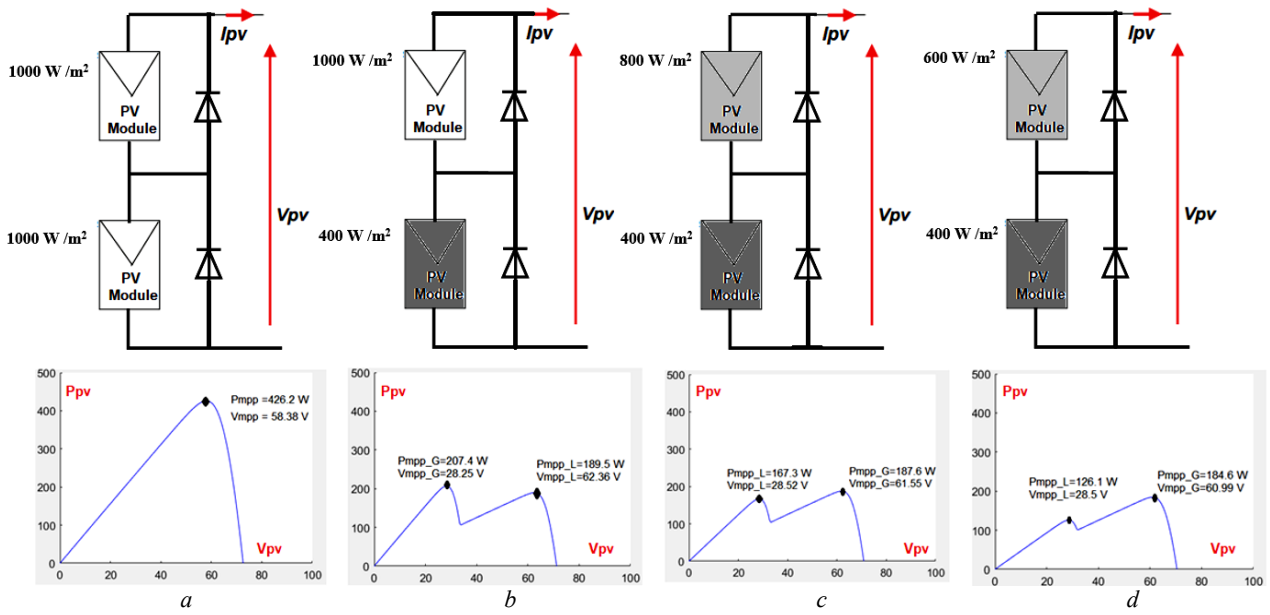 Ipv
1000 W /m²
PV
Module
Vpv
1000 W /m²
PV
Module
Ipv
1000 W /m²
PV
Module
Vpv
400 W /m²
PV
Module
Ipv
800 W /m²
PV
Module
Vpv
400 W /m²
PV
Module
Ipv
600 W /m²
PV
Module
Vpv
400 W /m²
PV
Module
500
400
300
200
100
0
Ppv
Pmpp =426.2 W
Vmpp = 58.38 V
Vpv
0 20 40 60 80 100
a
500
400
300
200
100
0
Ppv
Pmpp_G=207.4 W
Vmpp_G=28.25 V
Pmpp_L=189.5 W
Vmpp_L=62.36 V
Vpv
0 20 40 60 80 100
b
500
400
300
200
100
0
Ppv
Pmpp_L=167.3 W
Vmpp_L=28.52 V
Pmpp_G=187.6 W
Vmpp_G=61.55 V
Vpv
0 20 40 60 80 100
c
500
400
300
200
100
0
Ppv
Pmpp_L=126.1 W
Vmpp_L=28.5 V
Pmpp_G=184.6 W
Vmpp_G=60.99 V
Vpv
0 20 40 60 80 100
d